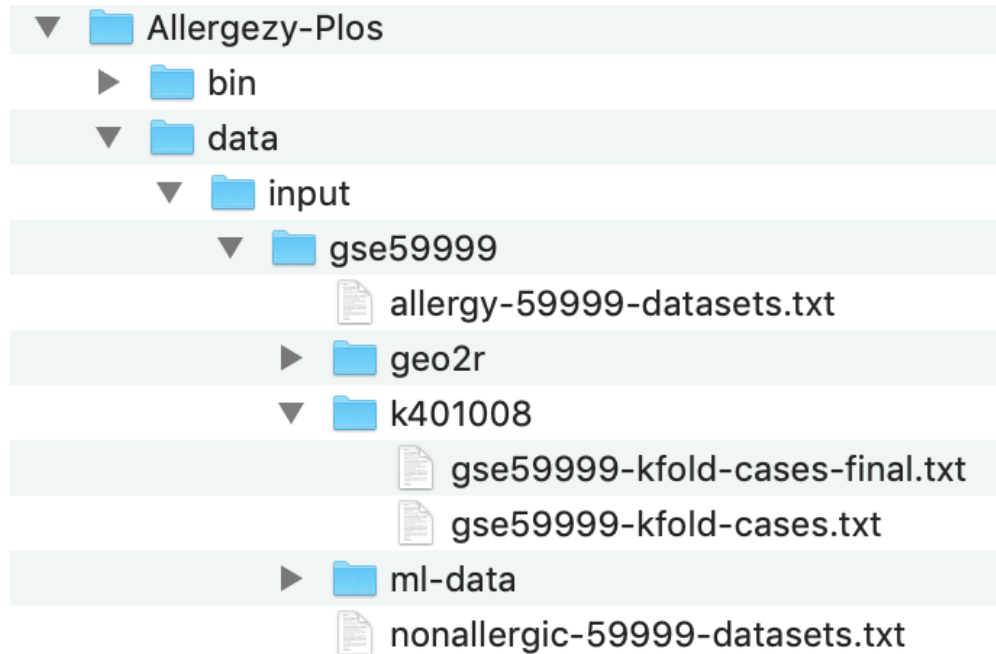 Allergezy-Plos
bin
data
input
gse59999
allergy-59999-datasets.txt
geo2r
k401008
gse59999-kfold-cases-final.txt
gse59999-kfold-cases.txt
ml-data
nonallergic-59999-datasets.txt